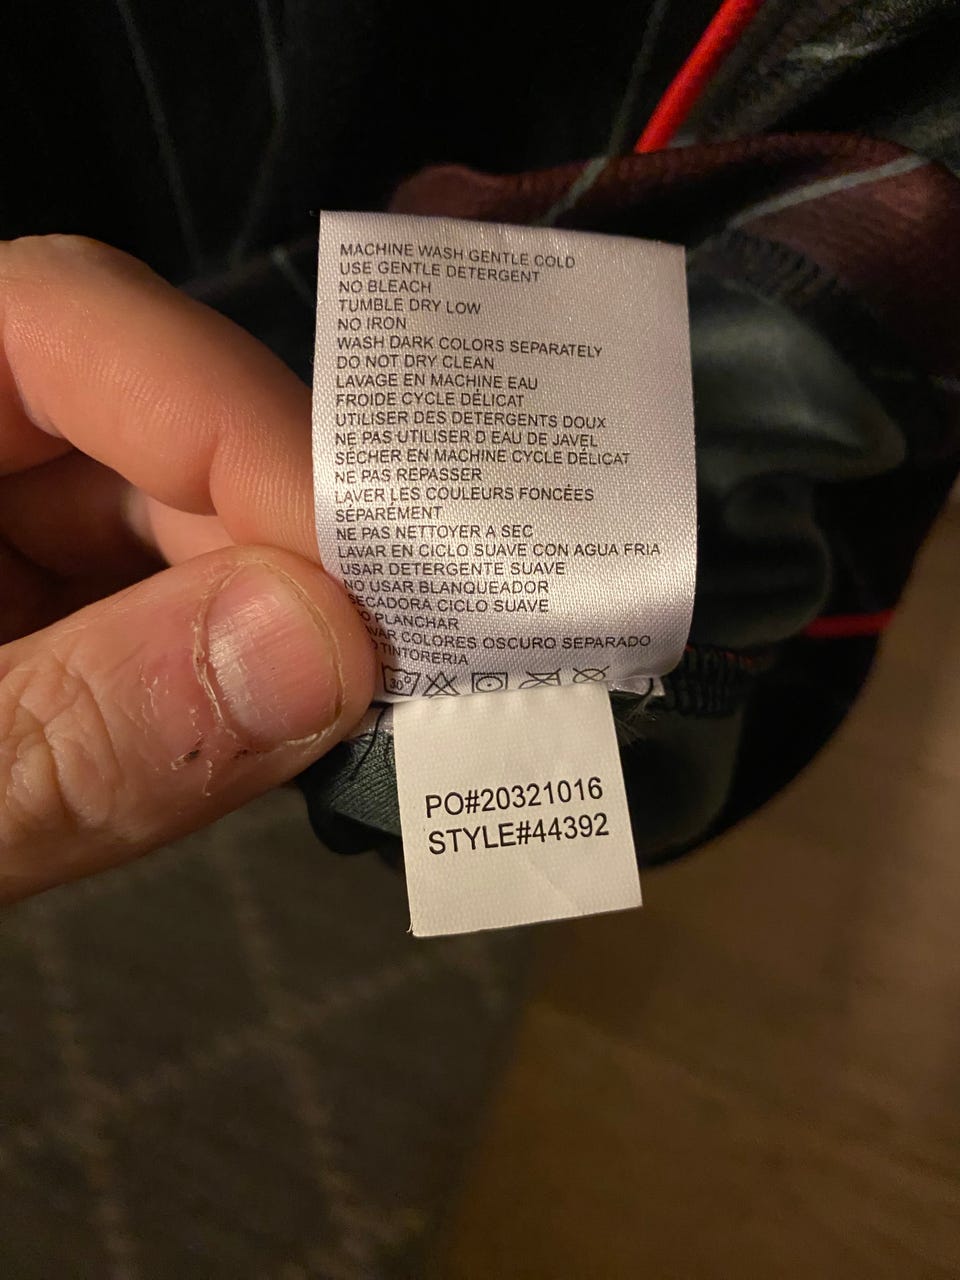 MACHINE WASH GENTLE COLD
USE GENTLE DETERGENT
NO BLEACH
TUMBLE DRY LOW
NO IRON
WASH DARK COLORS SEPARATELY
DO NOT DRY CLEAN
LAVAGE EN MACHINE EAU
FROIDE CYCLE DÉLICAT
UTILISER DES DETERGENTS DOUX
NE PAS UTILISER D EAU DE JAVEL
SÉCHER EN MACHINE CYCLE DÉLICAT
NE PAS REPASSER
LAVER LES COULEURS FONCÉES
SÉPARÉMENT
NE PAS NETTOYER A SEC
LAVAR EN CICLO SUAVE CON AGUA FRIA
USAR DETERGENTE SUAVE
NO USAR BLANQUEADOR
SECADORA CICLO SUAVE
PLANCHAR
COLORES OSCURO SEPARADO
TINTORERIA
30°
PO#20321016
STYLE#44392